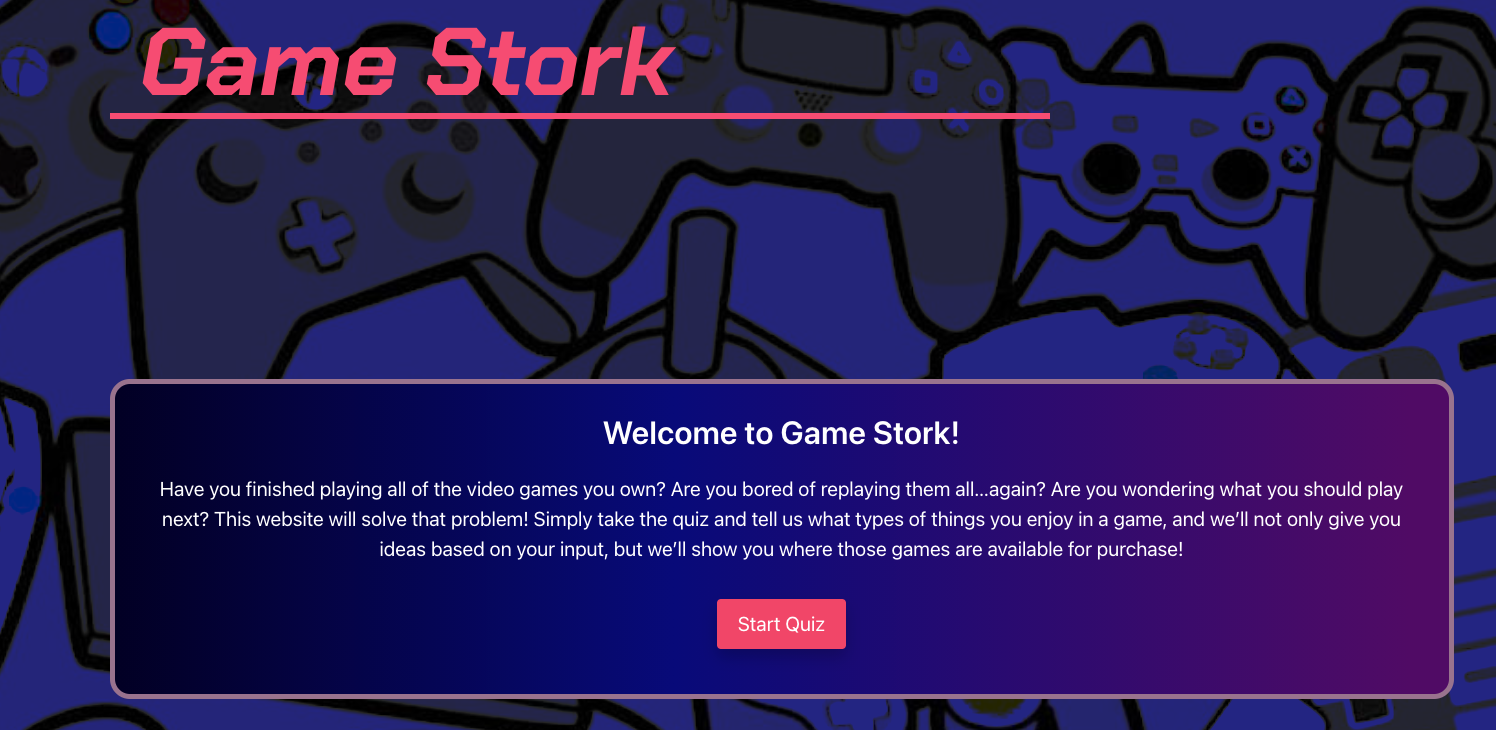 Game Stork
Welcome to Game Stork!
Have you finished playing all of the video games you own? Are you bored of replaying them all...again? Are you wondering what you should play
next? This website will solve that problem! Simply take the quiz and tell us what types of things you enjoy in a game, and we’ll not only give you
ideas based on your input, but we’ll show you where those games are available for purchase!
Start Quiz